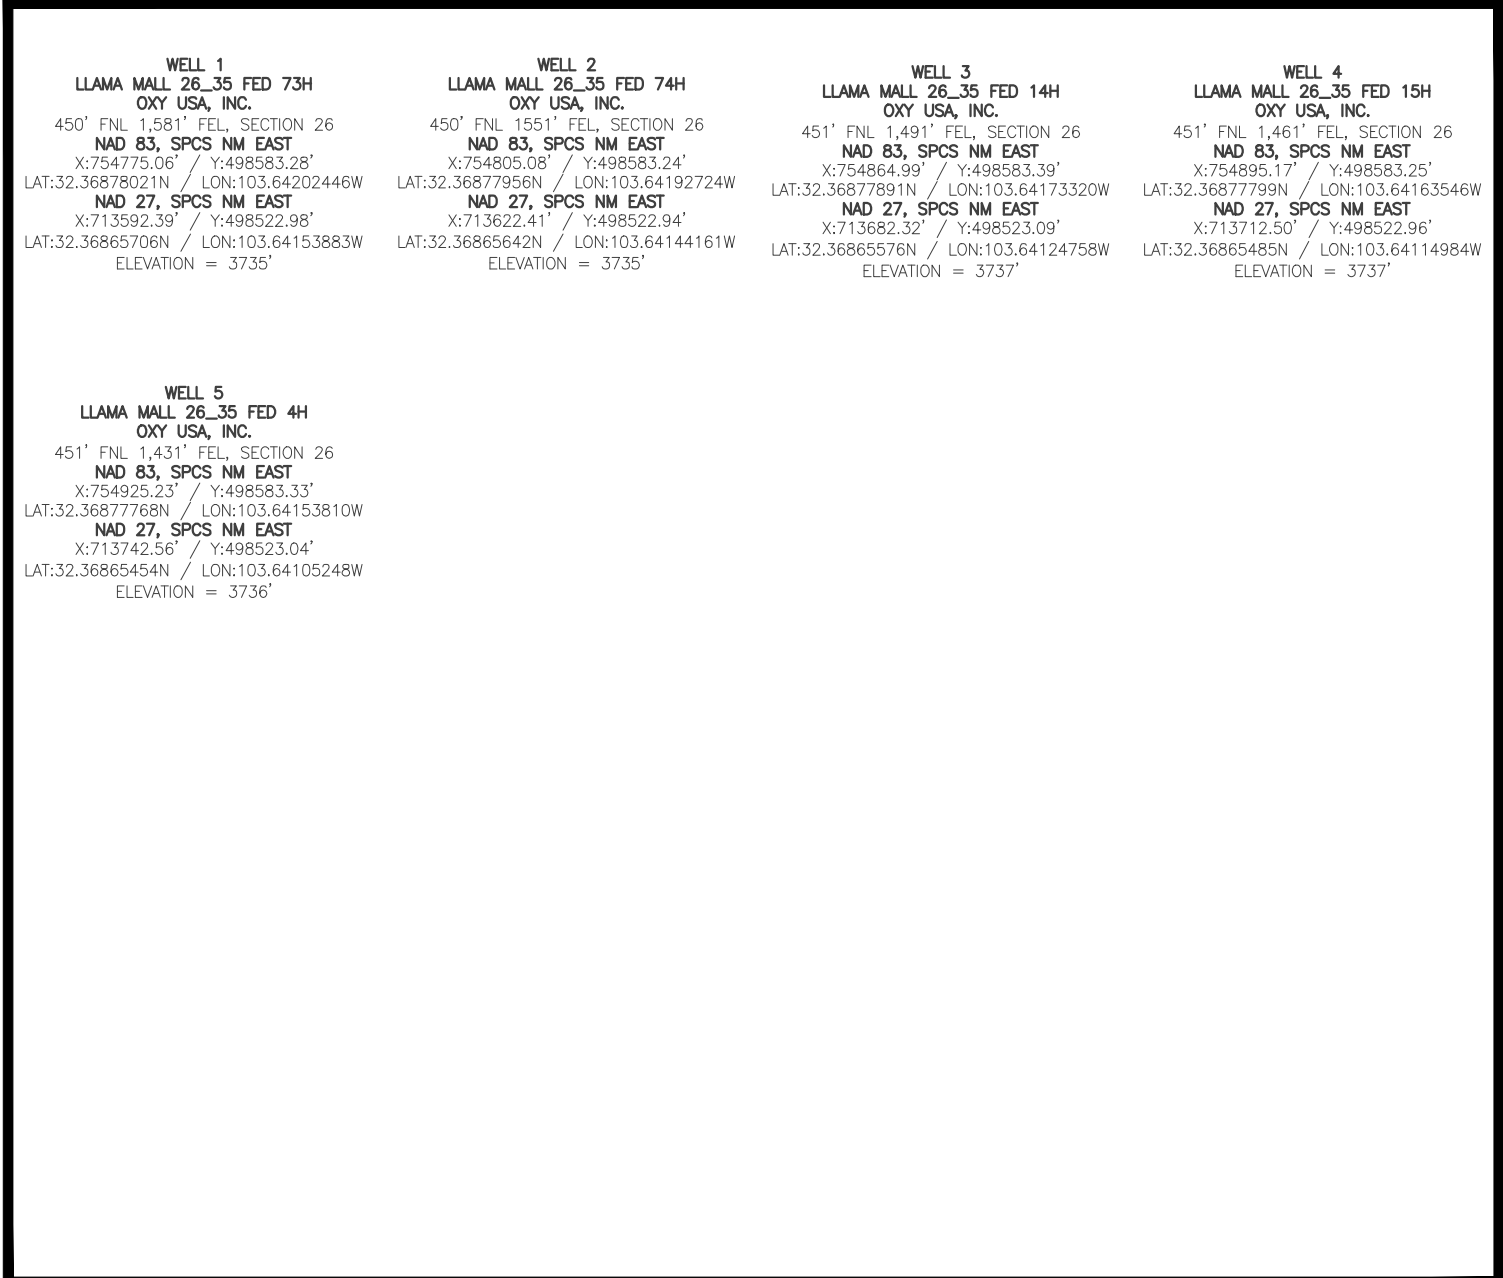 WELL 1
LLAMA MALL 26_35 FED 73H
OXY USA, INC.
450' FNL 1,581' FEL, SECTION 26
NAD 83, SPCS NM EAST
X:754775.06' / Y:498583.28'
LAT:32.36878021N / LON:103.64202446W
NAD 27, SPCS NM EAST
X:713592.39' / Y:498522.98'
LAT:32.36865706N / LON:103.64153883W
ELEVATION = 3735'
WELL 2
LLAMA MALL 26_35 FED 74H
OXY USA, INC.
450' FNL 1551' FEL, SECTION 26
NAD 83, SPCS NM EAST
X:754805.08' / Y:498583.24'
LAT:32.36877956N / LON:103.64192724W
NAD 27, SPCS NM EAST
X:713622.41' / Y:498522.94'
LAT:32.36865642N / LON:103.64144161W
ELEVATION = 3735'
WELL 3
LLAMA MALL 26_35 FED 14H
OXY USA, INC.
451' FNL 1,491' FEL, SECTION 26
NAD 83, SPCS NM EAST
X:754864.99' / Y:498583.39'
LAT:32.36877891N / LON:103.64173320W
NAD 27, SPCS NM EAST
X:713682.32' / Y:498523.09'
LAT:32.36865576N / LON:103.64124758W
ELEVATION = 3737'
WELL 4
LLAMA MALL 26_35 FED 15H
OXY USA, INC.
451' FNL 1,461' FEL, SECTION 26
NAD 83, SPCS NM EAST
X:754895.17' / Y:498583.25'
LAT:32.36877799N / LON:103.64163546W
NAD 27, SPCS NM EAST
X:713712.50' / Y:498522.96'
LAT:32.36865485N / LON:103.64114984W
ELEVATION = 3737'
WELL 5
LLAMA MALL 26_35 FED 4H
OXY USA, INC.
451' FNL 1,431' FEL, SECTION 26
NAD 83, SPCS NM EAST
X:754925.23' / Y:498583.33'
LAT:32.36877768N / LON:103.64153810W
NAD 27, SPCS NM EAST
X:713742.56' / Y:498523.04'
LAT:32.36865454N / LON:103.64105248W
ELEVATION = 3736'